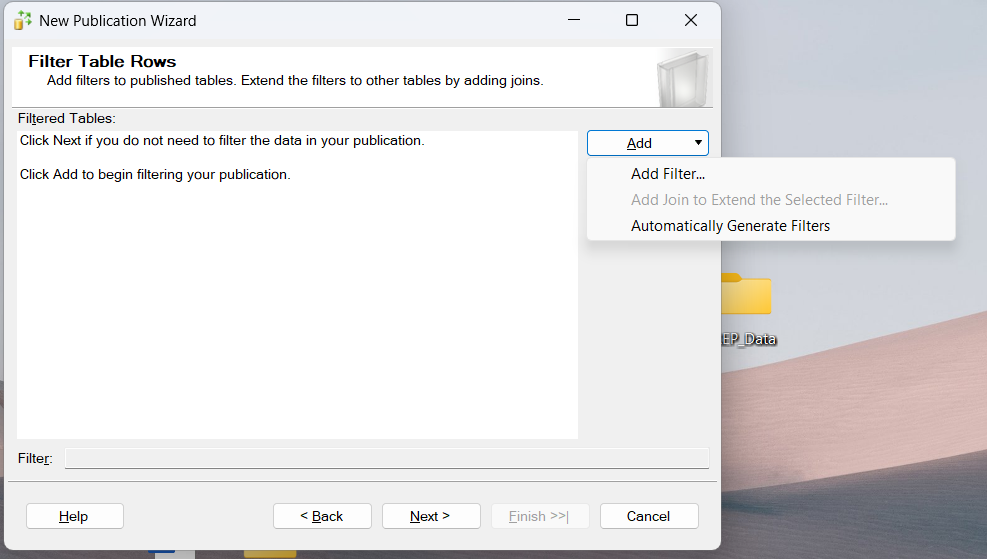 New Publication Wizard
Filter Table Rows
Add filters to published tables. Extend the filters to other tables by adding joins.
Filtered Tables:
Click Next if you do not need to filter the data in your publication.
Click Add to begin filtering your publication.
Add
Add Filter...
Add Join to Extend the Selected Filter...
Automatically Generate Filters
EP_Data
Filter:
Help
< Back
Next >
Finish >>|
Cancel